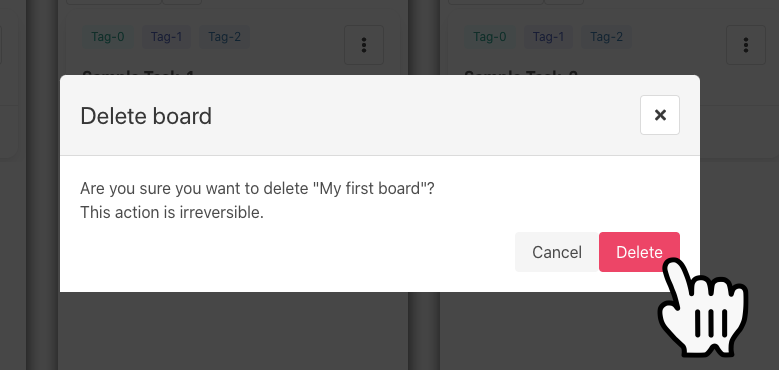 Tag-0 Tag-1 Tag-2
Tag-0 Tag-1 Tag-2
Delete board
Are you sure you want to delete "My first board"?
This action is irreversible.
Cancel Delete